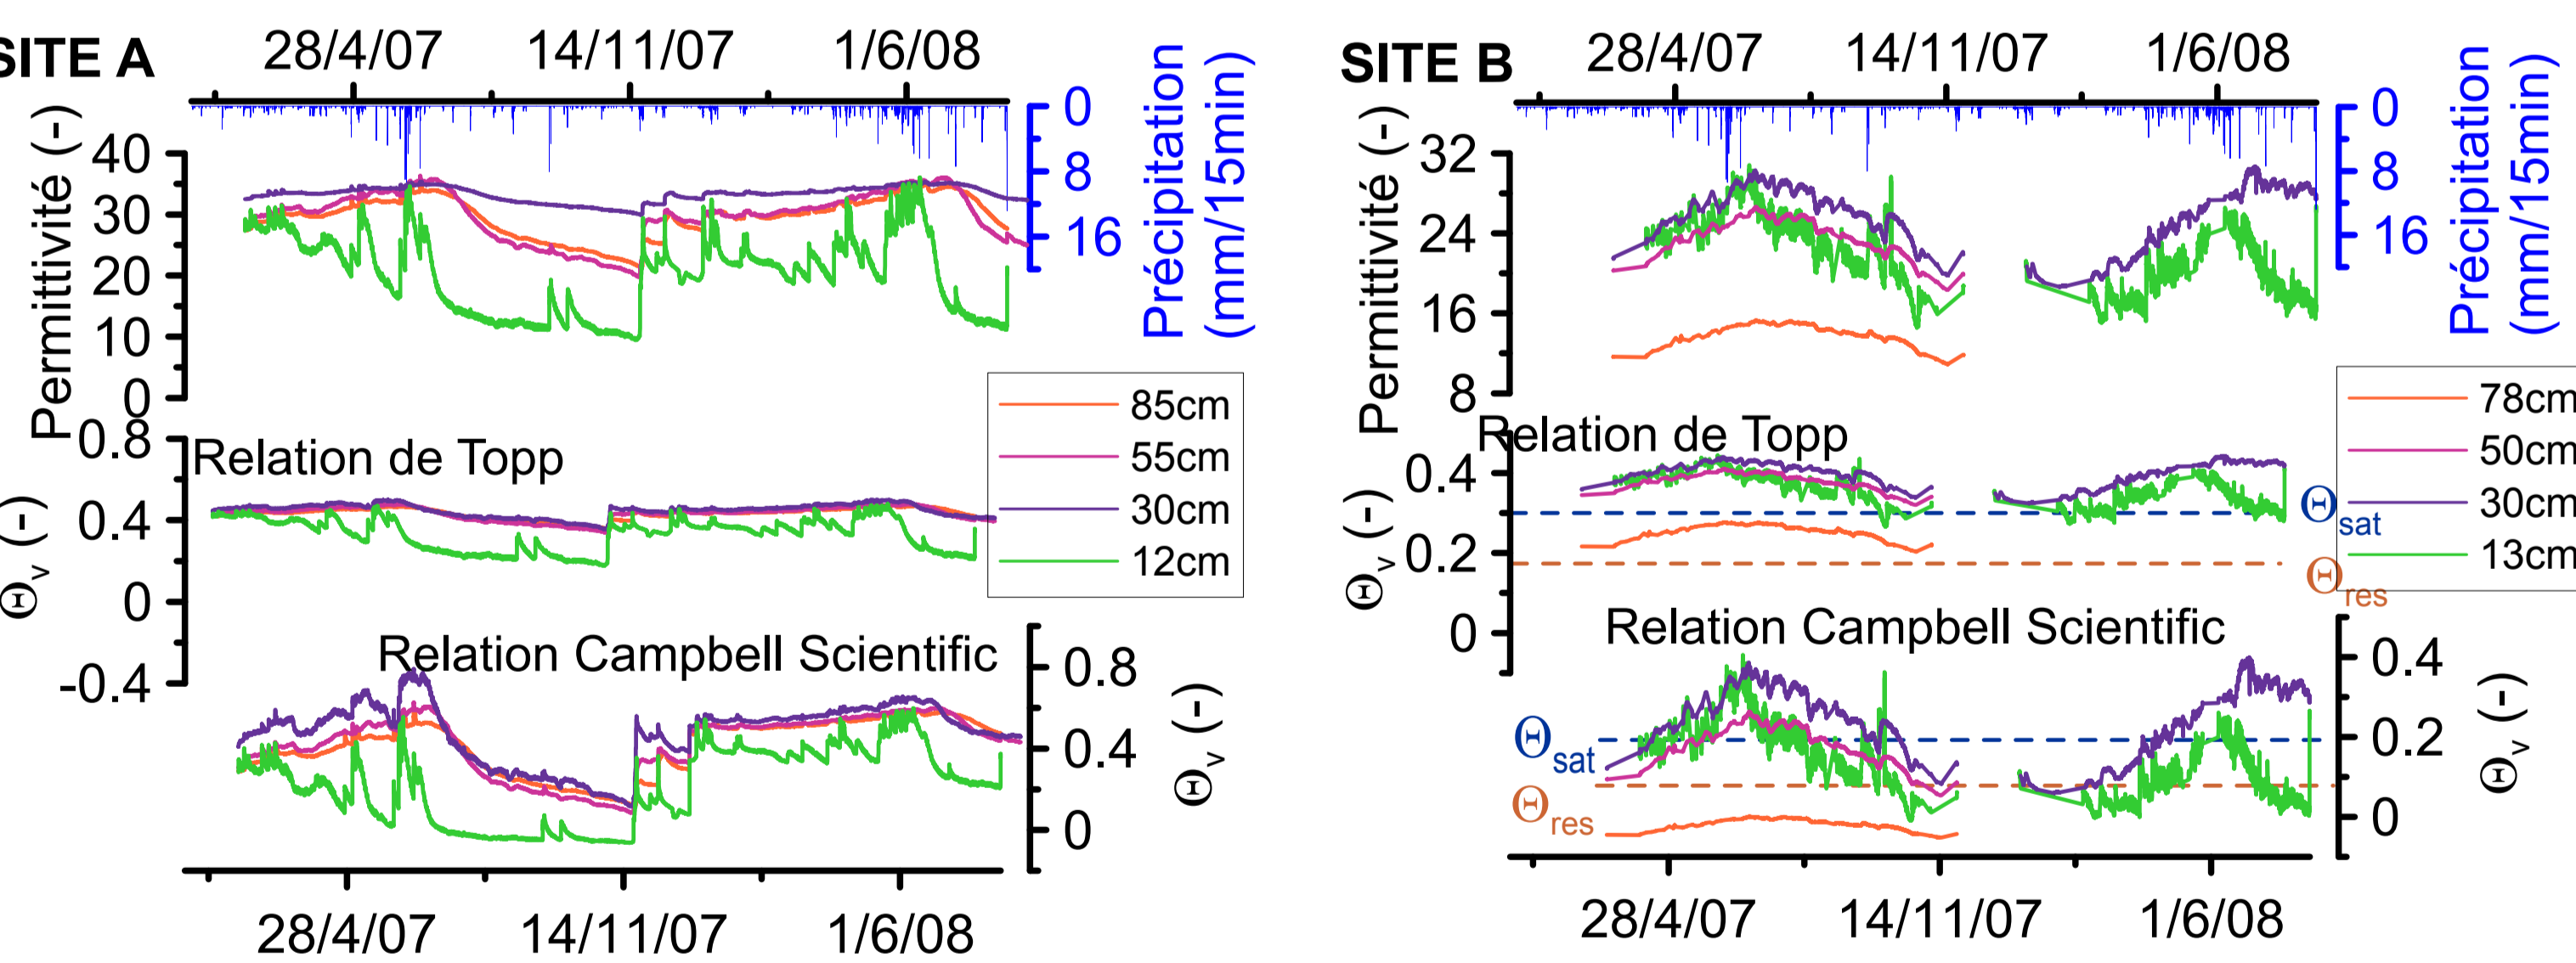 SITE A
28/4/07 14/11/07 1/6/08
Permittivité (-)
40
30
20
10
0
0
8
16
Précipitation
(mm/15min)
85cm
55cm
30cm
12cm
Relation de Topp
0.8
0.4
0
-0.4
Θv (-)
Relation Campbell Scientific
0.8
0.4
0
Θv (-)
28/4/07 14/11/07 1/6/08
SITE B
28/4/07 14/11/07 1/6/08
Permittivité (-)
32
24
16
8
0
8
16
Précipitation
(mm/15min)
78cm
50cm
30cm
13cm
Relation de Topp
0.4
0.2
0
Θv (-)
Θsat
Θres
Relation Campbell Scientific
Θsat
Θres
0.4
0.2
0
Θv (-)
28/4/07 14/11/07 1/6/08